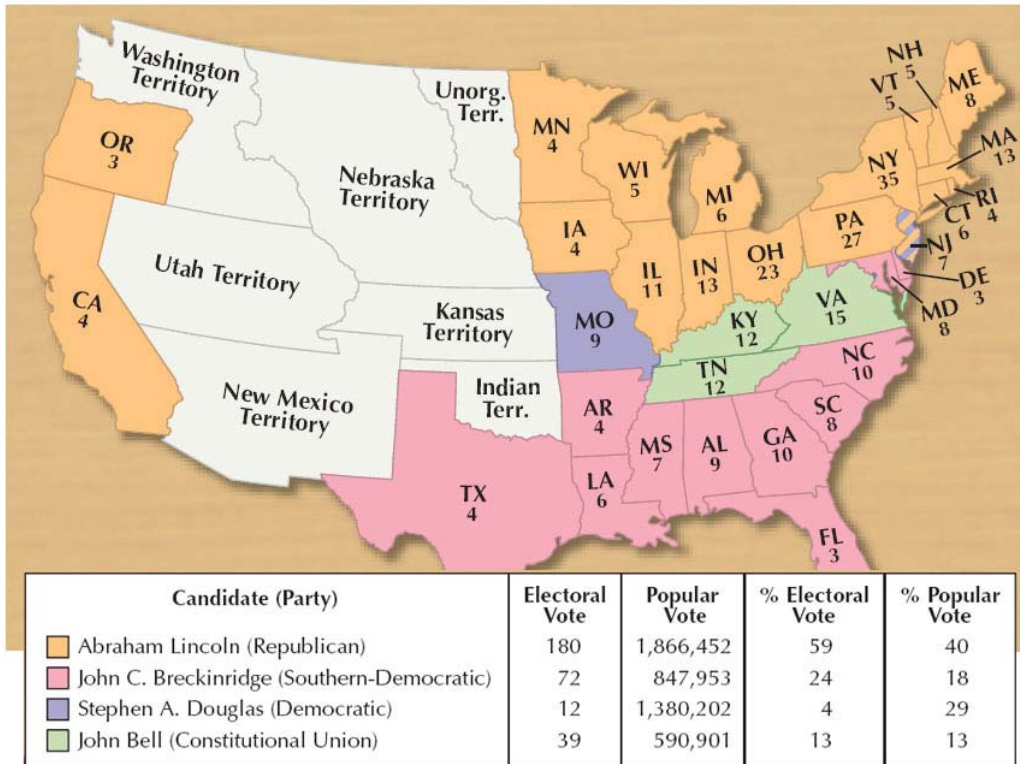 Washington
Territory
Unorg.
Terr.
NH
5
VT
5
ME
8
OR
3
MN
4
MA
13
NY
35
WI
5
Nebraska
Territory
MI
6
RI
4
CT
6
IA
4
PA
27
NJ
7
Utah Territory
IL
11
IN
13
OH
23
DE
3
CA
4
MO
9
Kansas
Territory
KY
12
VA
15
MD
8
TN
12
NC
10
New Mexico
Territory
Indian
Terr.
AR
4
SC
8
MS
7
AL
9
GA
10
TX
4
LA
6
FL
3
Candidate (Party) Electoral Vote Popular Vote % Electoral Vote % Popular Vote
Abraham Lincoln (Republican) 180 1,866,452 59 40
John C. Breckinridge (Southern-Democratic) 72 847,953 24 18
Stephen A. Douglas (Democratic) 12 1,380,202 4 29
John Bell (Constitutional Union) 39 590,901 13 13